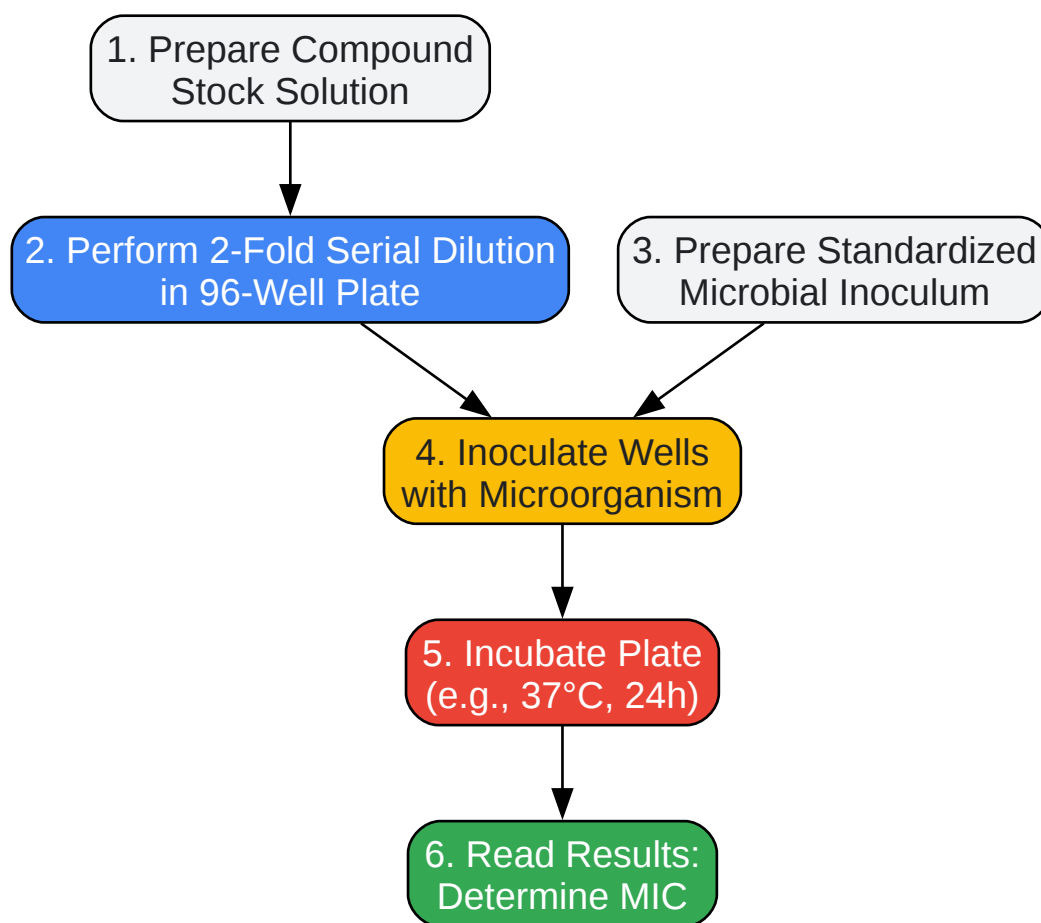 1. Prepare Compound
Stock Solution
2. Perform 2-Fold Serial Dilution
in 96-Well Plate
3. Prepare Standardized
Microbial Inoculum
4. Inoculate Wells
with Microorganism
5. Incubate Plate
(e.g., 37°C, 24h)
6. Read Results:
Determine MIC